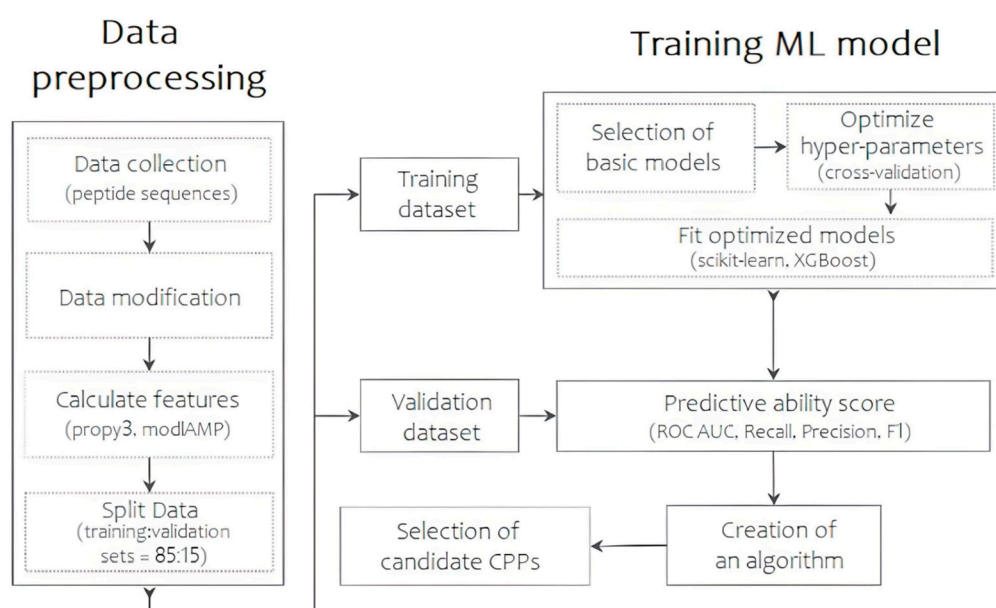 Data
preprocessing
Data collection
(peptide sequences)
Data modification
Calculate features
(propy3, modlAMP)
Split Data
(training:validation
sets = 85:15)
Training ML model
Training
dataset
Selection of
basic models
Optimize
hyper-parameters
(cross-validation)
Fit optimized models
(scikit-learn, XGBoost)
Validation
dataset
Predictive ability score
(ROC AUC, Recall, Precision, F1)
Selection of
candidate CPPs
Creation of
an algorithm